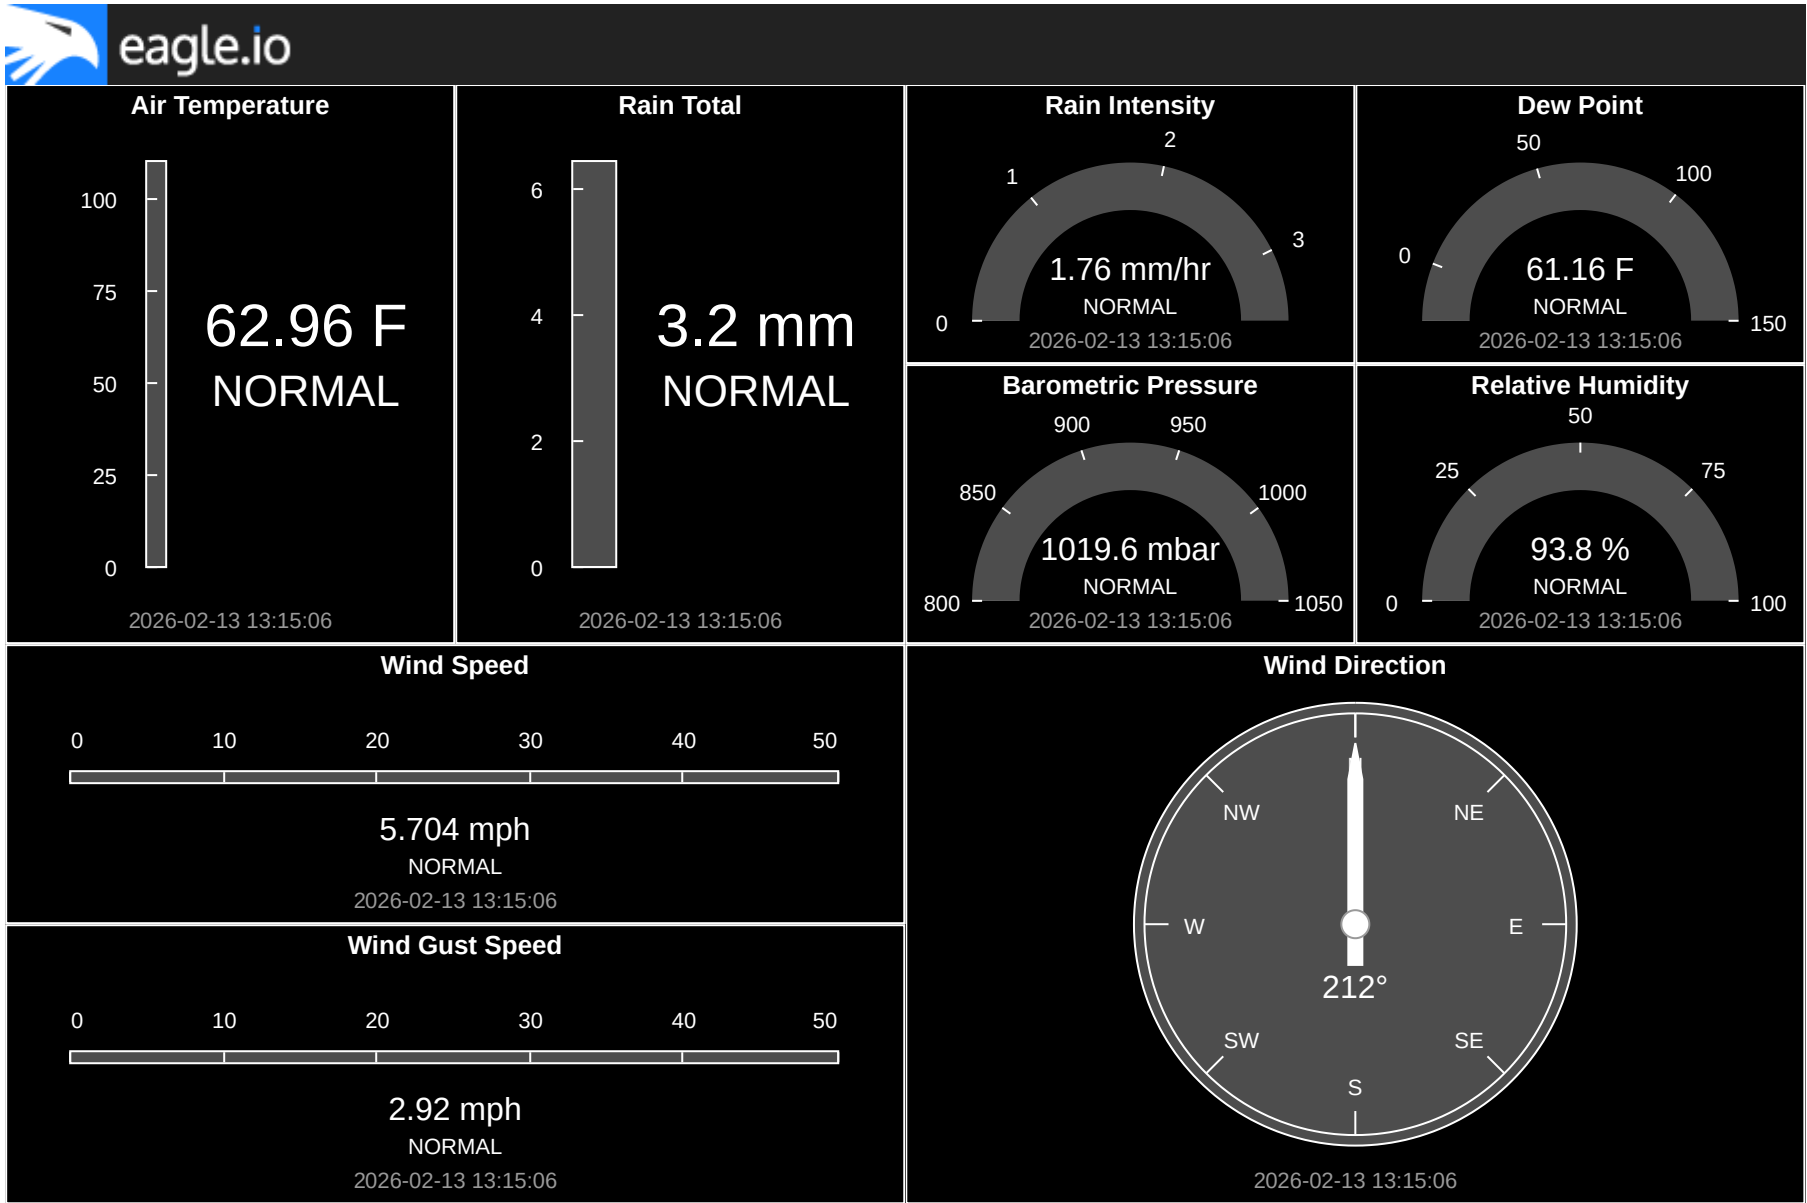 eagle.io
Air Temperature
100
75
50
25
0
62.96 F
NORMAL
2026-02-13 13:15:06
Rain Total
6
4
2
0
3.2 mm
NORMAL
2026-02-13 13:15:06
Rain Intensity
0
1
2
3
1.76 mm/hr
NORMAL
2026-02-13 13:15:06
Dew Point
0
50
100
150
61.16 F
NORMAL
2026-02-13 13:15:06
Barometric Pressure
800
850
900
950
1000
1050
1019.6 mbar
NORMAL
2026-02-13 13:15:06
Relative Humidity
0
25
50
75
100
93.8 %
NORMAL
2026-02-13 13:15:06
Wind Speed
0 10 20 30 40 50
5.704 mph
NORMAL
2026-02-13 13:15:06
Wind Gust Speed
0 10 20 30 40 50
2.92 mph
NORMAL
2026-02-13 13:15:06
Wind Direction
NW NE
W E
212°
SW SE
S
2026-02-13 13:15:06